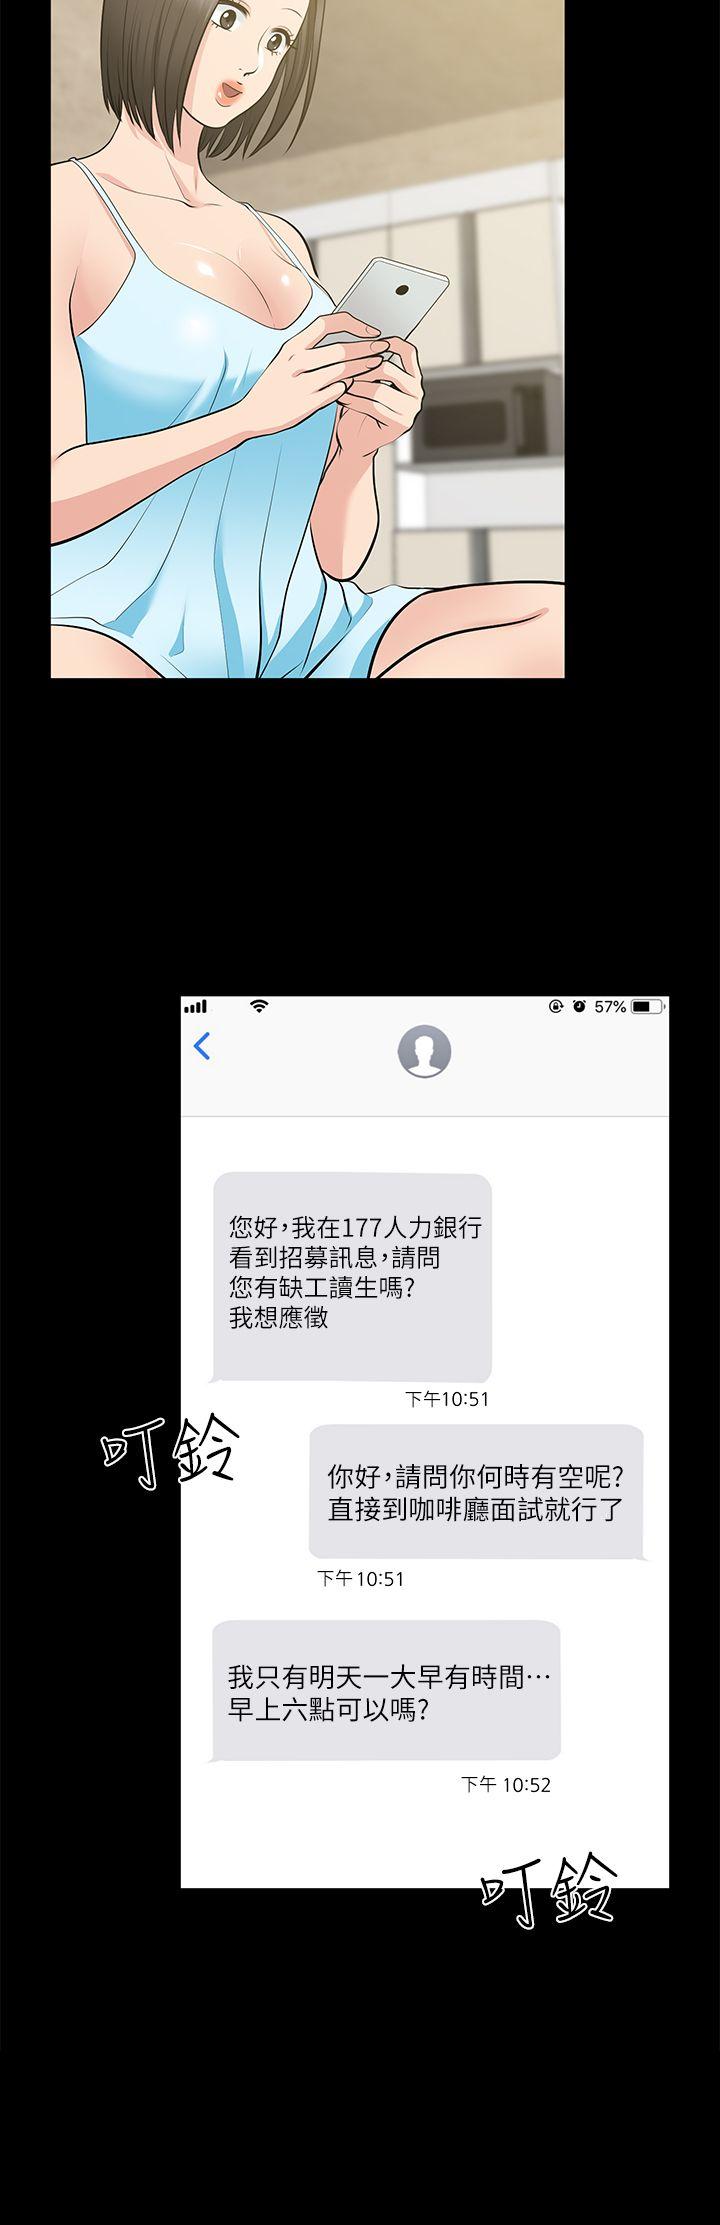 57%
您好，我在177人力銀行
看到招募訊息，請問
您有缺工讀生嗎？
我想應徵
下午10:51
叮鈴
你好，請問你何時有空呢？
直接到咖啡廳面試就行了
下午10:51
我只有明天一大早有時間…
早上六點可以嗎？
下午 10:52
叮鈴